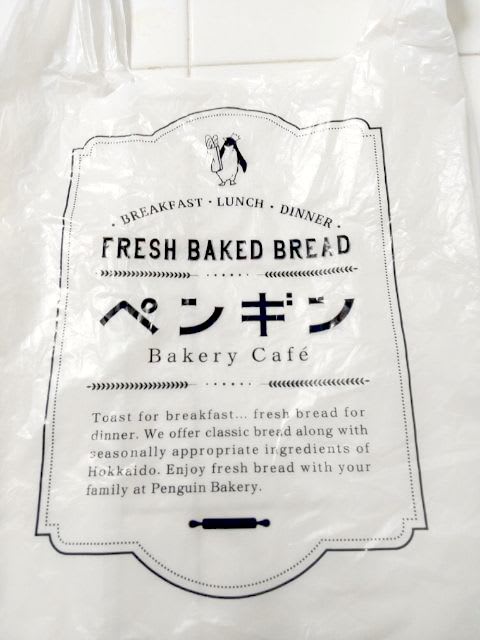 · BREAKFAST · LUNCH · DINNER ·
FRESH BAKED BREAD
ペンギン
Bakery Café
Toast for breakfast... fresh bread for
dinner. We offer classic bread along with
seasonally appropriate ingredients of
Hokkaido. Enjoy fresh bread with your
family at Penguin Bakery.